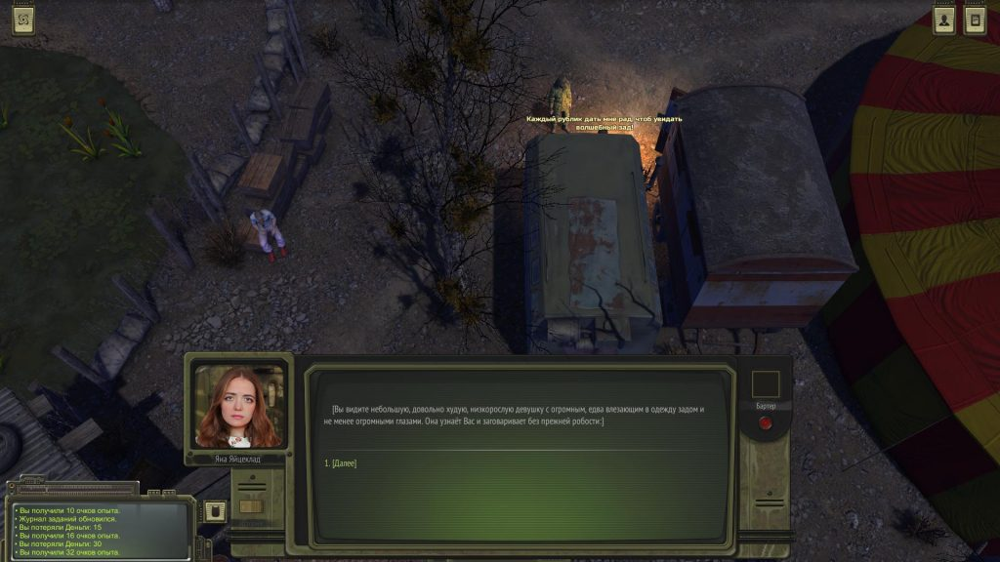 Каждый рублик дать мне рад, чтоб увидать
волшебный зад!
[Вы видите небольшую, довольно худую, низкорослую девушку с огромным, едва влезающим в одежду задом и
не менее огромными глазами. Она узнаёт Вас и заговаривает без прежней робости:]
Бартер
Яна Яйцеклад
1. [Далее]
• Вы получили 10 очков опыта.
• Журнал заданий обновился.
• Вы потеряли Деньги: 15
• Вы получили 16 очков опыта.
• Вы потеряли Деньги: 30
• Вы получили 32 очков опыта.